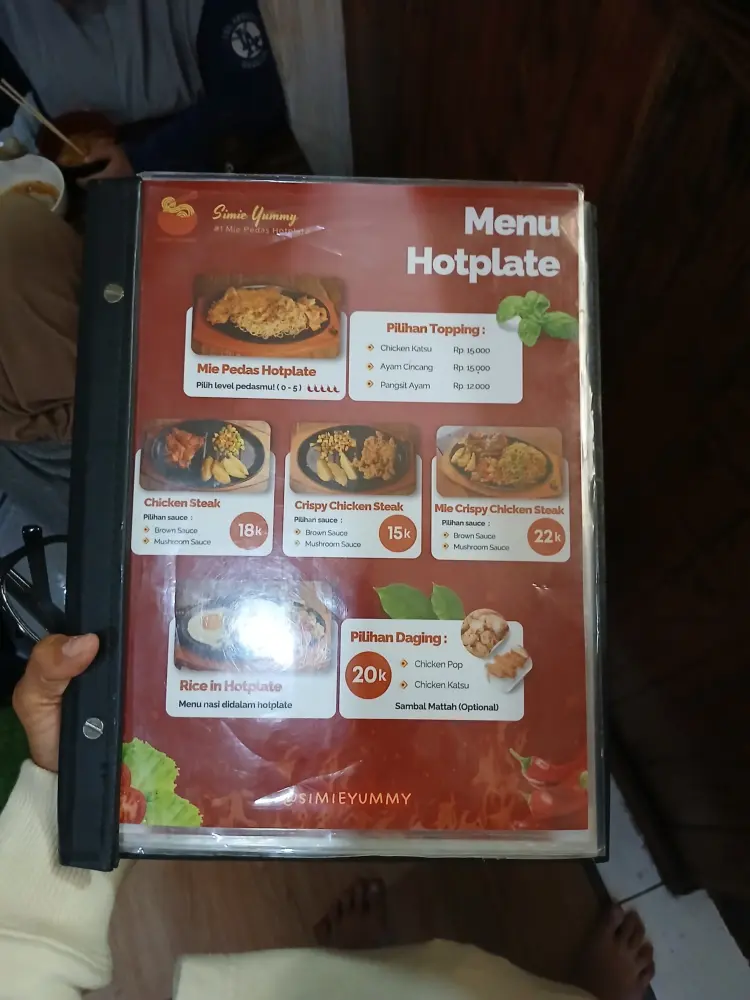 Simie Yummy
#1 Mie Pedas Hotplate
Menu
Hotplate
Mie Pedas Hotplate
Pilih level pedasmu! ( 0 - 5 )
Pilihan Topping :
Chicken Katsu Rp. 15.000
Ayam Cincang Rp. 15.000
Pangsit Ayam Rp. 12.000
Chicken Steak
Pilihan sauce :
Brown Sauce
Mushroom Sauce
18k
Crispy Chicken Steak
Pilihan sauce :
Brown Sauce
Mushroom Sauce
15k
Mie Crispy Chicken Steak
Pilihan sauce :
Brown Sauce
Mushroom Sauce
22k
Rice in Hotplate
Menu nasi didalam hotplate
Pilihan Daging :
20k
Chicken Pop
Chicken Katsu
Sambal Mattah (Optional)
@SIMIEYUMMY